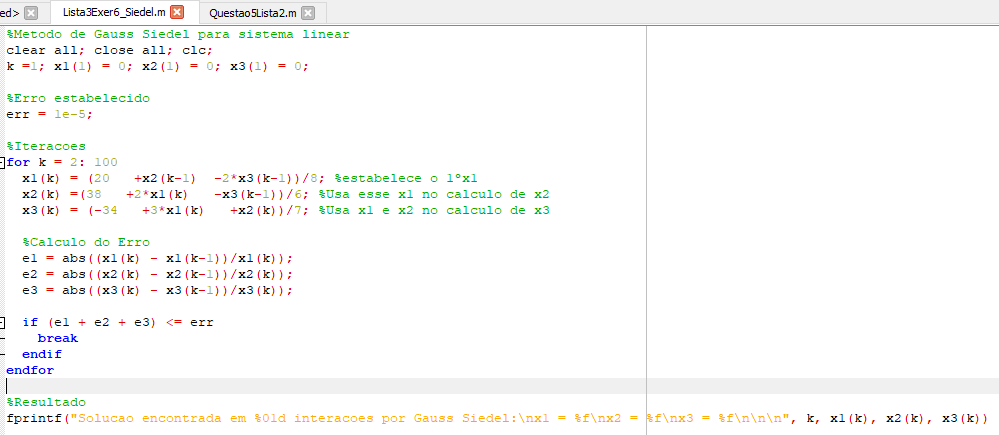 ed> Lista3Exer6_Siedel.m Questao5Lista2.m
%Metodo de Gauss Siedel para sistema linear
clear all; close all; clc;
k =1; x1(1) = 0; x2(1) = 0; x3(1) = 0;
%Erro estabelecido
err = 1e-5;
%Iteracoes
for k = 2: 100
x1(k) = (20 +x2(k-1) -2*x3(k-1))/8; %estabelece o 1ºx1
x2(k) =(38 +2*x1(k) -x3(k-1))/6; %Usa esse x1 no calculo de x2
x3(k) = (-34 +3*x1(k) +x2(k))/7; %Usa x1 e x2 no calculo de x3
%Calculo do Erro
e1 = abs((x1(k) - x1(k-1))/x1(k));
e2 = abs((x2(k) - x2(k-1))/x2(k));
e3 = abs((x3(k) - x3(k-1))/x3(k));
if (e1 + e2 + e3) <= err
break
endif
endfor
%Resultado
fprintf("Solucao encontrada em %01d interacoes por Gauss Siedel:\nx1 = %f\nx2 = %f\nx3 = %f\n\n\n", k, x1(k), x2(k), x3(k))